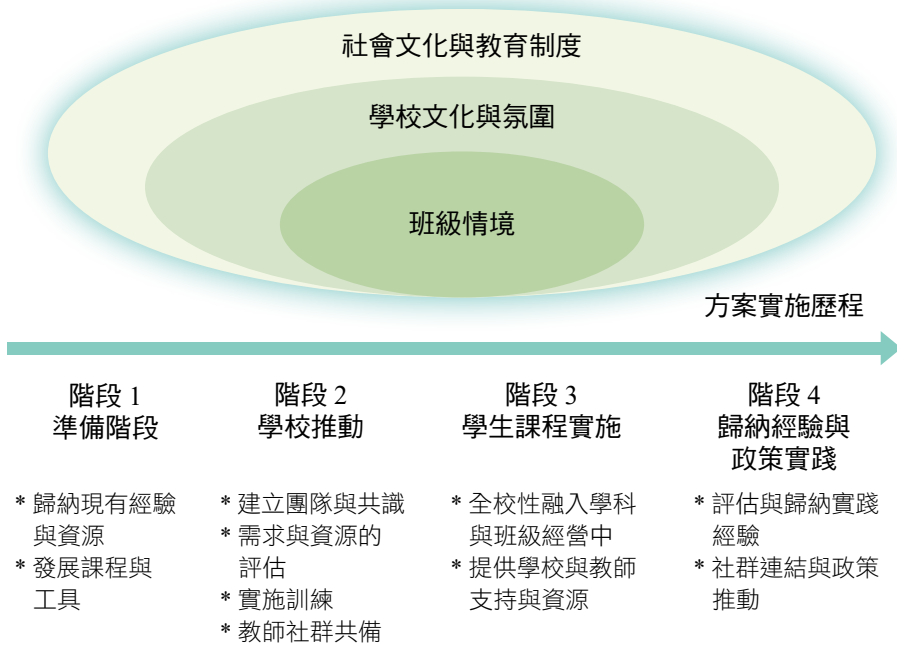 社會文化與教育制度
學校文化與氛圍
班級情境
方案實施歷程
階段 1
準備階段
* 歸納現有經驗
與資源
* 發展課程與
工具
階段 2
學校推動
* 建立團隊與共識
* 需求與資源的
評估
* 實施訓練
* 教師社群共備
階段 3
學生課程實施
* 全校性融入學科
與班級經營中
* 提供學校與教師
支持與資源
階段 4
歸納經驗與
政策實踐
* 評估與歸納實踐
經驗
* 社群連結與政策
推動